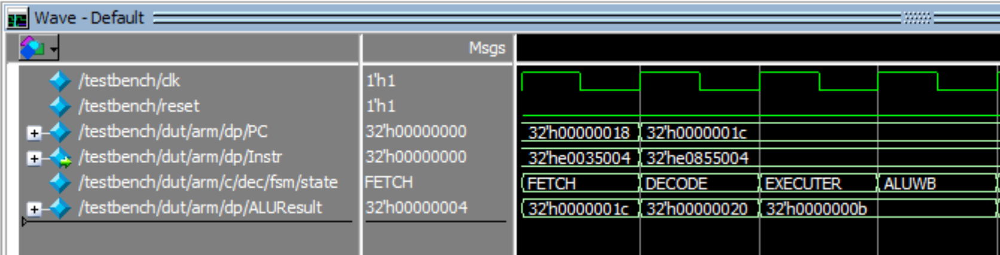 Wave - Default
Msgs
/testbench/clk 1'h1
/testbench/reset 1'h1
/testbench/dut/arm/dp/PC 32'h00000000 32'h00000018 32'h0000001c
/testbench/dut/arm/dp/Instr 32'h00000000 32'he0035004 32'he0855004
/testbench/dut/arm/c/dec/fsm/state FETCH FETCH DECODE EXECUTER ALUWB
/testbench/dut/arm/dp/ALUResult 32'h00000004 32'h0000001c 32'h00000020 32'h0000000b